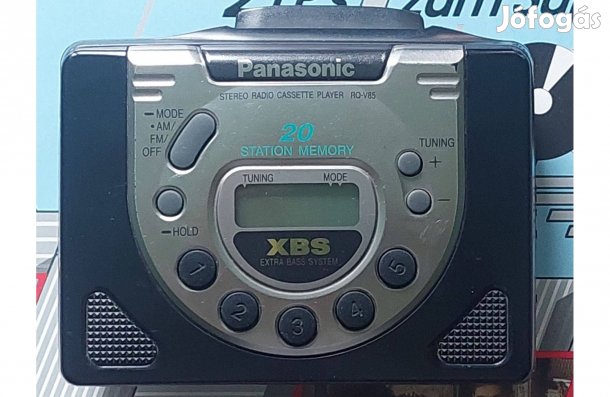 Jófogás
Panasonic
STEREO RADIO CASSETTE PLAYER RQ-V85
MODE
• AM/
FM/
OFF
20
STATION MEMORY
TUNING
+
−
TUNING MODE
HOLD
XBS
EXTRA BASS SYSTEM
1
2
3
4
5